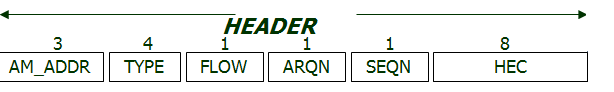 HEADER
3 4 1 1 1 8
AM_ADDR TYPE FLOW ARQN SEQN HEC